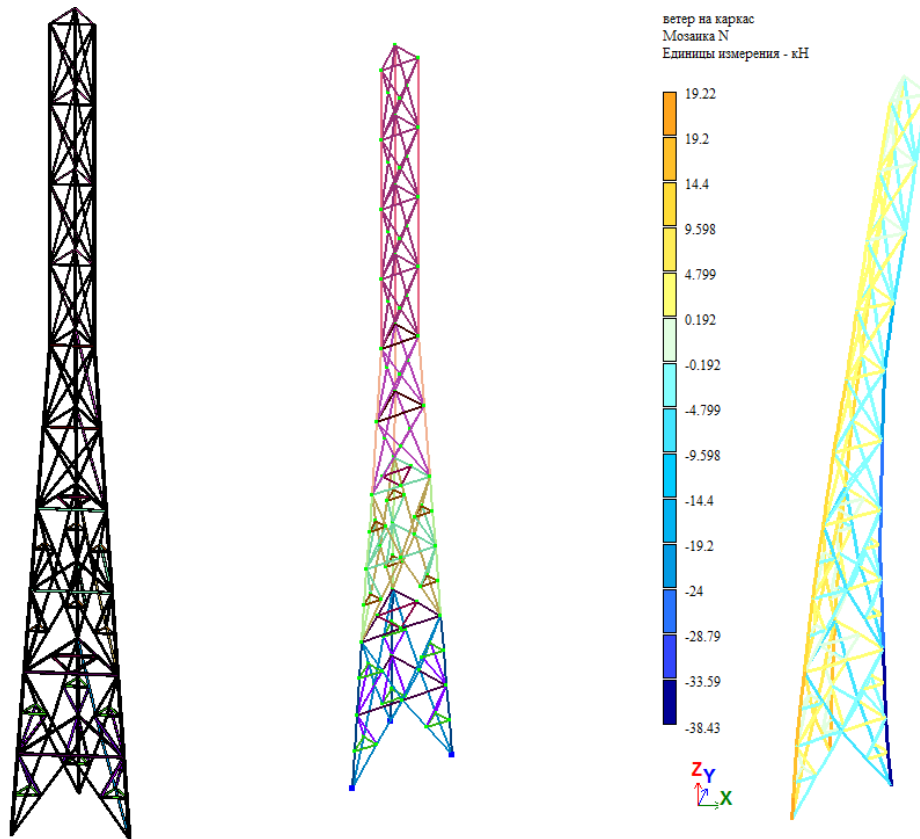 ветер на каркас
Мозаика N
Единицы измерения - кН
19.22
19.2
14.4
9.598
4.799
0.192
-0.192
-4.799
-9.598
-14.4
-19.2
-24
-28.79
-33.59
-38.43
Z
Y
X